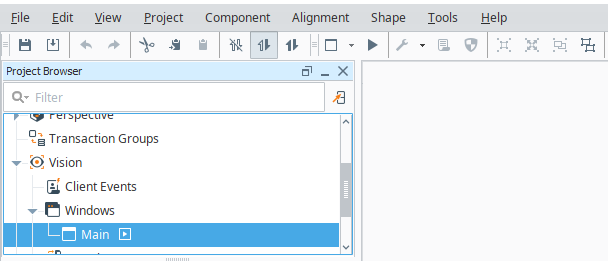 File Edit View Project Component Alignment Shape Tools Help
Project Browser
Filter
Perspective
Transaction Groups
Vision
Client Events
Windows
Main